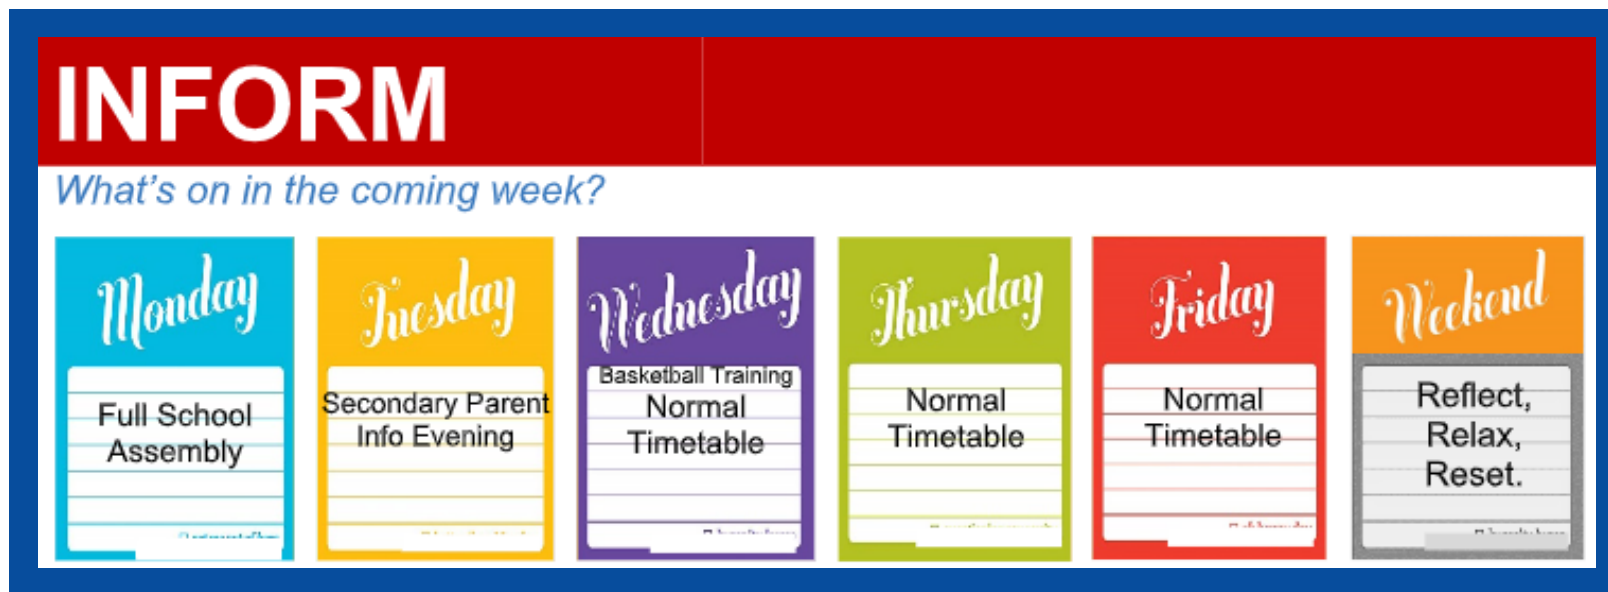 INFORM
What's on in the coming week?
Monday
Full School
Assembly
Tuesday
Secondary Parent
Info Evening
Wednesday
Basketball Training
Normal
Timetable
Thursday
Normal
Timetable
Friday
Normal
Timetable
Weekend
Reflect,
Relax,
Reset.